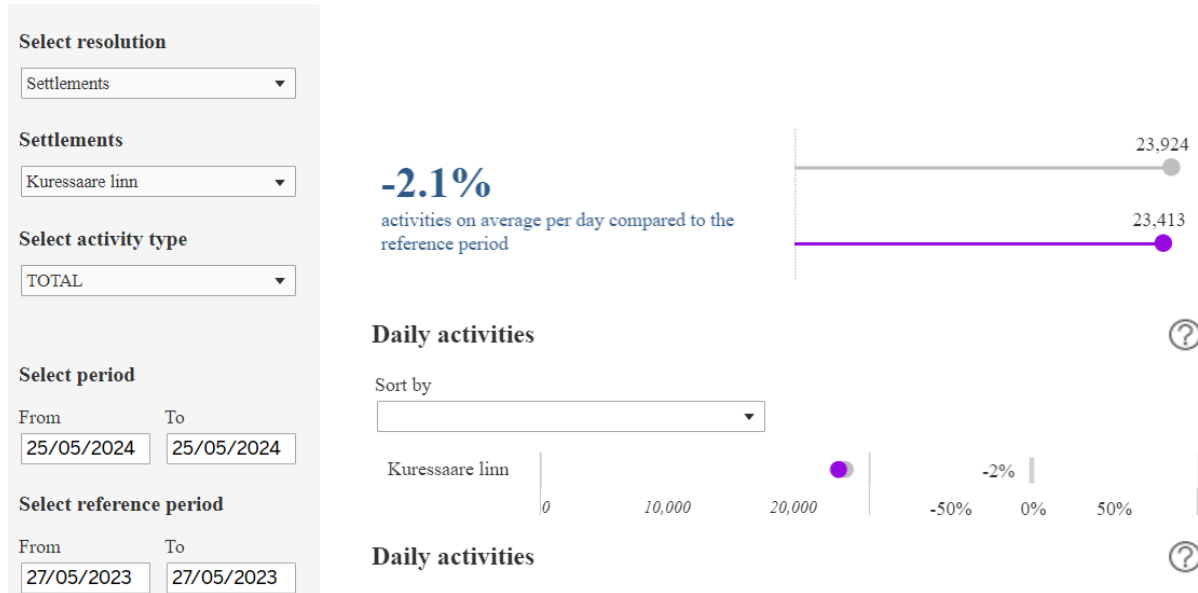 Select resolution
Settlements
Settlements
Kuressaare linn
Select activity type
TOTAL
Select period
From To
25/05/2024 25/05/2024
Select reference period
From To
27/05/2023 27/05/2023
-2.1%
activities on average per day compared to the
reference period
23,924
23,413
Daily activities
?
Sort by
Kuressaare linn -2%
0 10,000 20,000 -50% 0% 50%
Daily activities
?